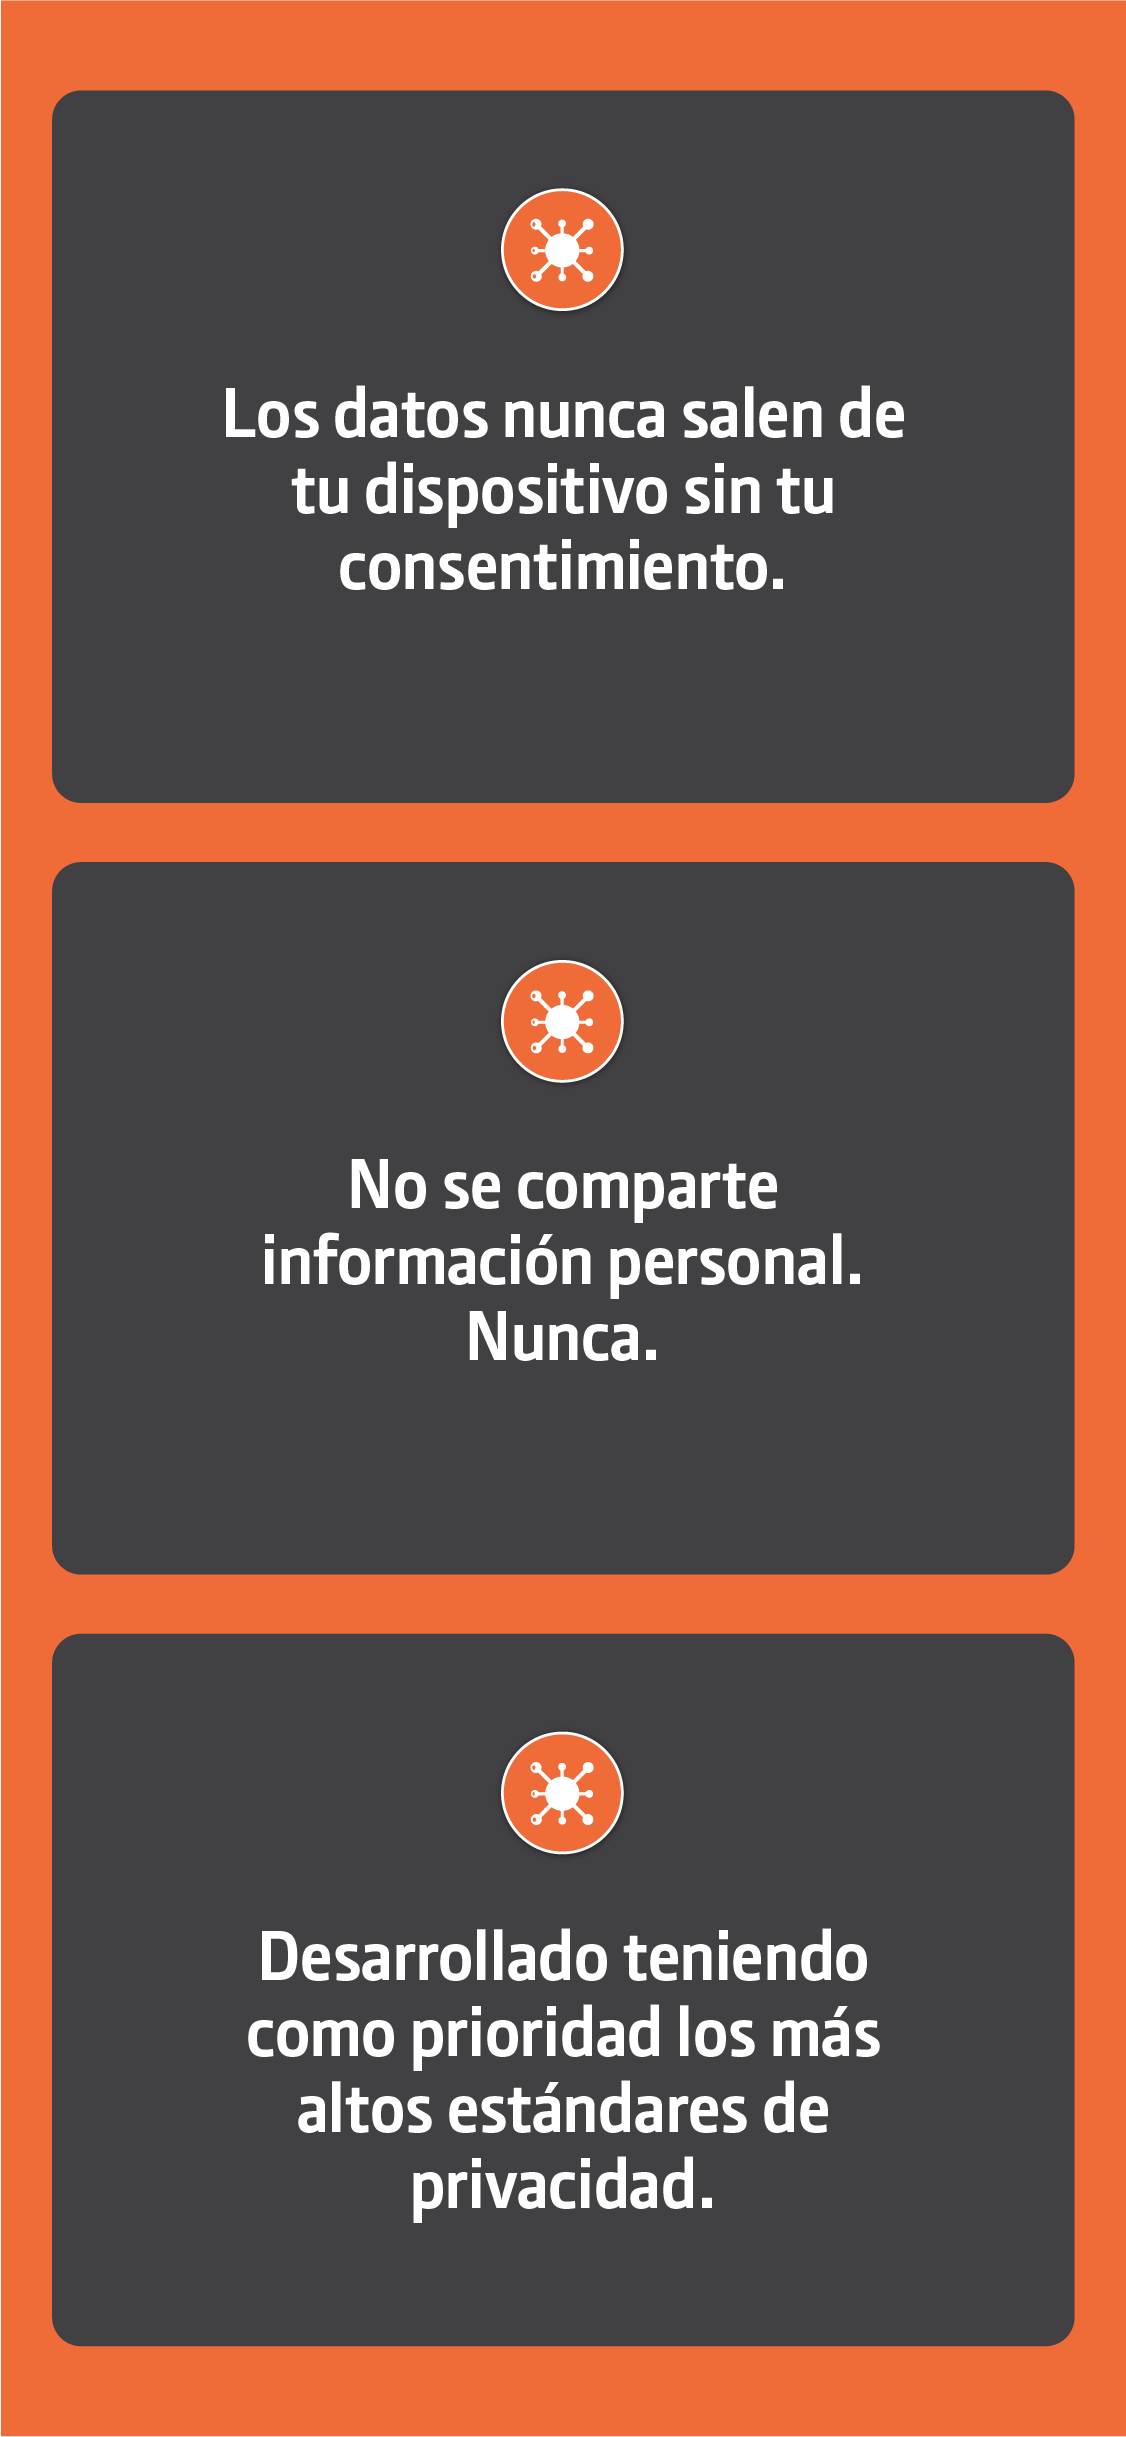 Los datos nunca salen de
tu dispositivo sin tu
consentimiento.
No se comparte
información personal.
Nunca.
Desarrollado teniendo
como prioridad los más
altos estándares de
privacidad.